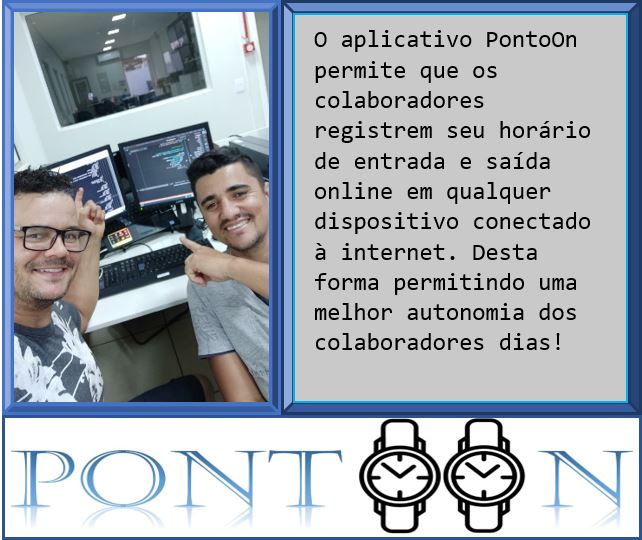 O aplicativo PontoOn
permite que os
colaboradores
registrem seu horário
de entrada e saída
online em qualquer
dispositivo conectado
à internet. Desta
forma permitindo uma
melhor autonomia dos
colaboradores dias!
PONT N